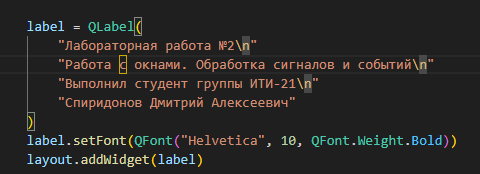 label = QLabel(
"Лабораторная работа №2\n"
"Работа с окнами. Обработка сигналов и событий\n"
"Выполнил студент группы ИТИ-21\n"
"Спиридонов Дмитрий Алексеевич"
)
label.setFont(QFont("Helvetica", 10, QFont.Weight.Bold))
layout.addWidget(label)